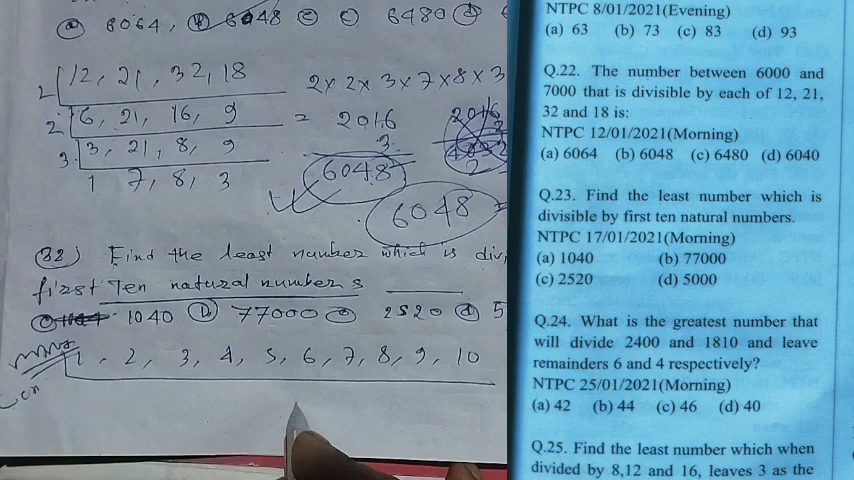 (a) 6064, (b) 6048 (c) 6480 (d)
2 | 12, 21, 32, 18
2 | 6, 21, 16, 9
3. | 3, 21, 8, 9
1 7, 8, 3
2 x 2 x 3 x 7 x 8 x 3
= 2016
3
6048
2016
6048 =
Find the least number which is
first Ten natural numbers
1040 (b) 77000 (c) 2520 (d) 5
1, 2, 3, 4, 5, 6, 7, 8, 9, 10
NTPC 8/01/2021(Evening)
(a) 63 (b) 73 (c) 83 (d) 93
Q.22. The number between 6000 and
7000 that is divisible by each of 12, 21,
32 and 18 is:
NTPC 12/01/2021(Morning)
(a) 6064 (b) 6048 (c) 6480 (d) 6040
Q.23. Find the least number which is
divisible by first ten natural numbers.
NTPC 17/01/2021(Morning)
(a) 1040 (b) 77000
(c) 2520 (d) 5000
Q.24. What is the greatest number that
will divide 2400 and 1810 and leave
remainders 6 and 4 respectively?
NTPC 25/01/2021(Morning)
(a) 42 (b) 44 (c) 46 (d) 40
Q.25. Find the least number which when
divided by 8,12 and 16, leaves 3 as the